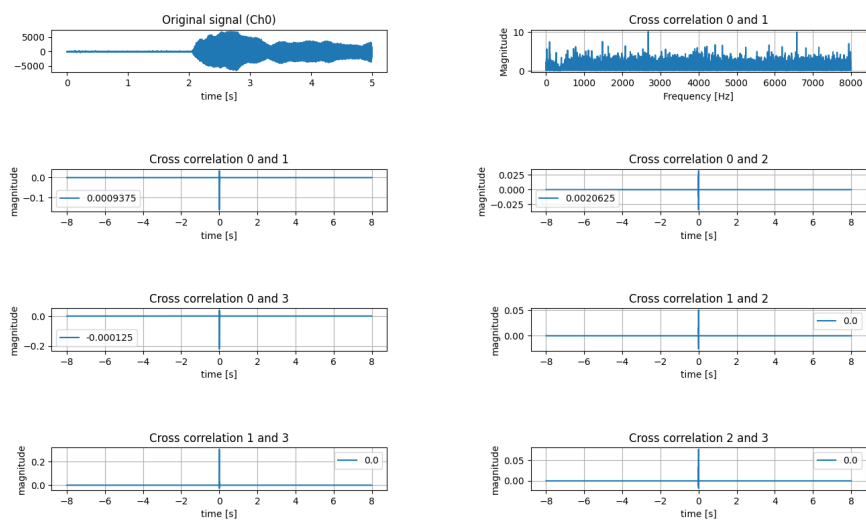 Original signal (Ch0)
5000
0
−5000
0 1 2 3 4 5
time [s]
Cross correlation 0 and 1
Magnitude
10
0
0 1000 2000 3000 4000 5000 6000 7000 8000
Frequency [Hz]
Cross correlation 0 and 1
magnitude
0.0
−0.1
0.0009375
−8 −6 −4 −2 0 2 4 6 8
time [s]
Cross correlation 0 and 2
magnitude
0.025
0.000
−0.025
0.0020625
−8 −6 −4 −2 0 2 4 6 8
time [s]
Cross correlation 0 and 3
magnitude
0.0
−0.2
-0.000125
−8 −6 −4 −2 0 2 4 6 8
time [s]
Cross correlation 1 and 2
magnitude
0.05
0.00
0.0
−8 −6 −4 −2 0 2 4 6 8
time [s]
Cross correlation 1 and 3
magnitude
0.2
0.0
0.0
−8 −6 −4 −2 0 2 4 6 8
time [s]
Cross correlation 2 and 3
magnitude
0.05
0.00
0.0
−8 −6 −4 −2 0 2 4 6 8
time [s]